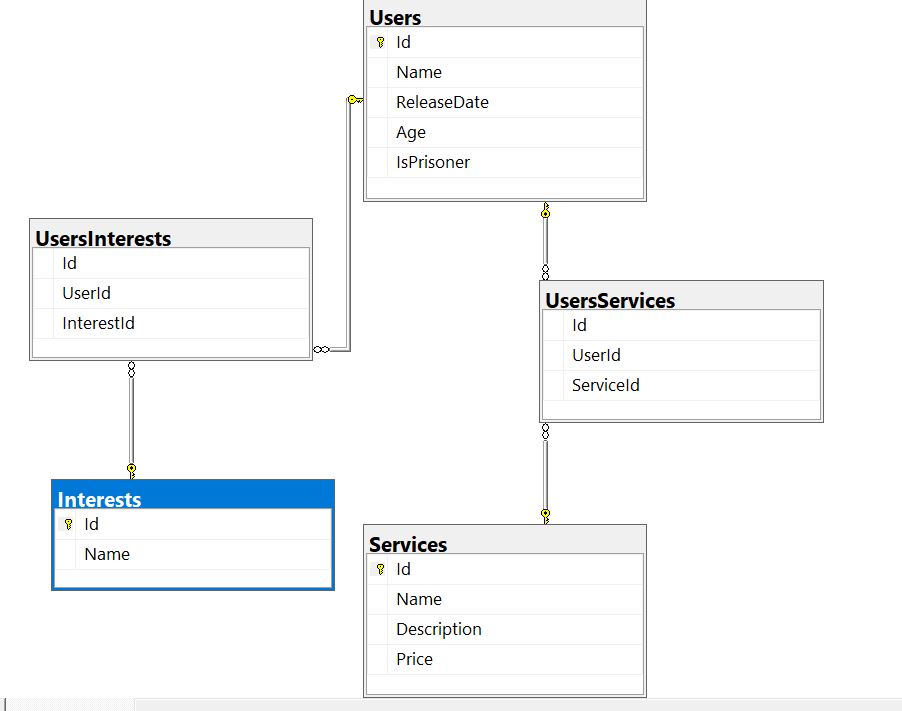 Users
Id
Name
ReleaseDate
Age
IsPrisoner
UsersInterests
Id
UserId
InterestId
UsersServices
Id
UserId
ServiceId
Interests
Id
Name
Services
Id
Name
Description
Price